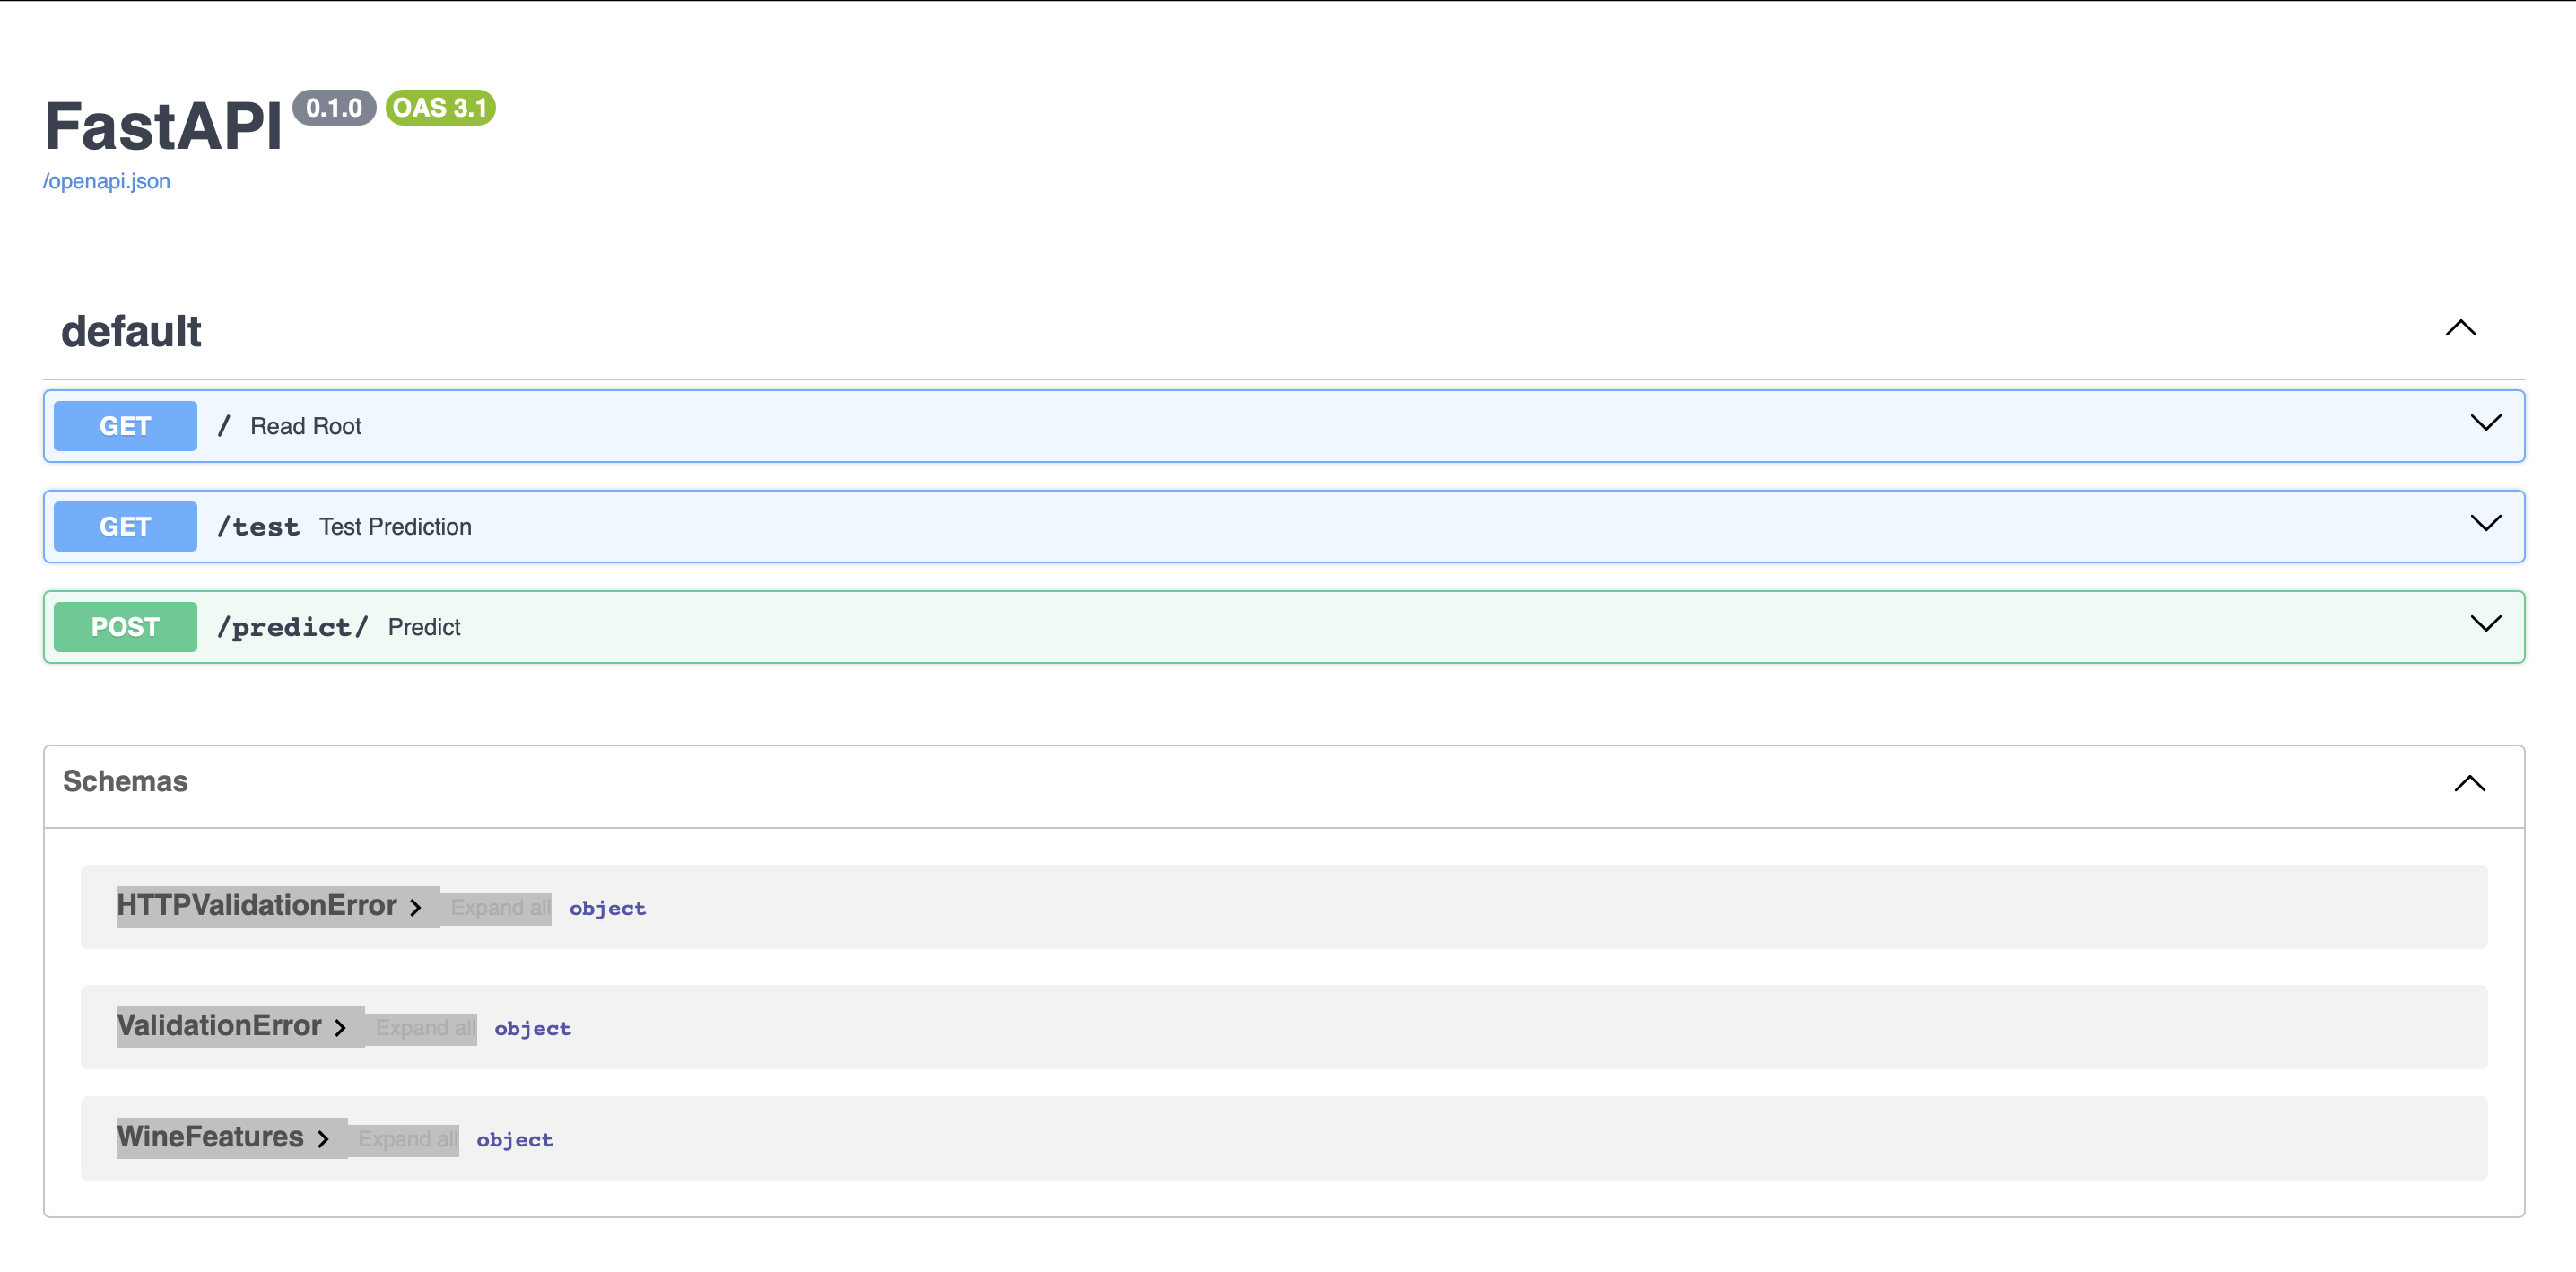 FastAPI 0.1.0 OAS 3.1
/openapi.json
default
GET / Read Root
GET /test Test Prediction
POST /predict/ Predict
Schemas
HTTPValidationError Expand all object
ValidationError Expand all object
WineFeatures Expand all object